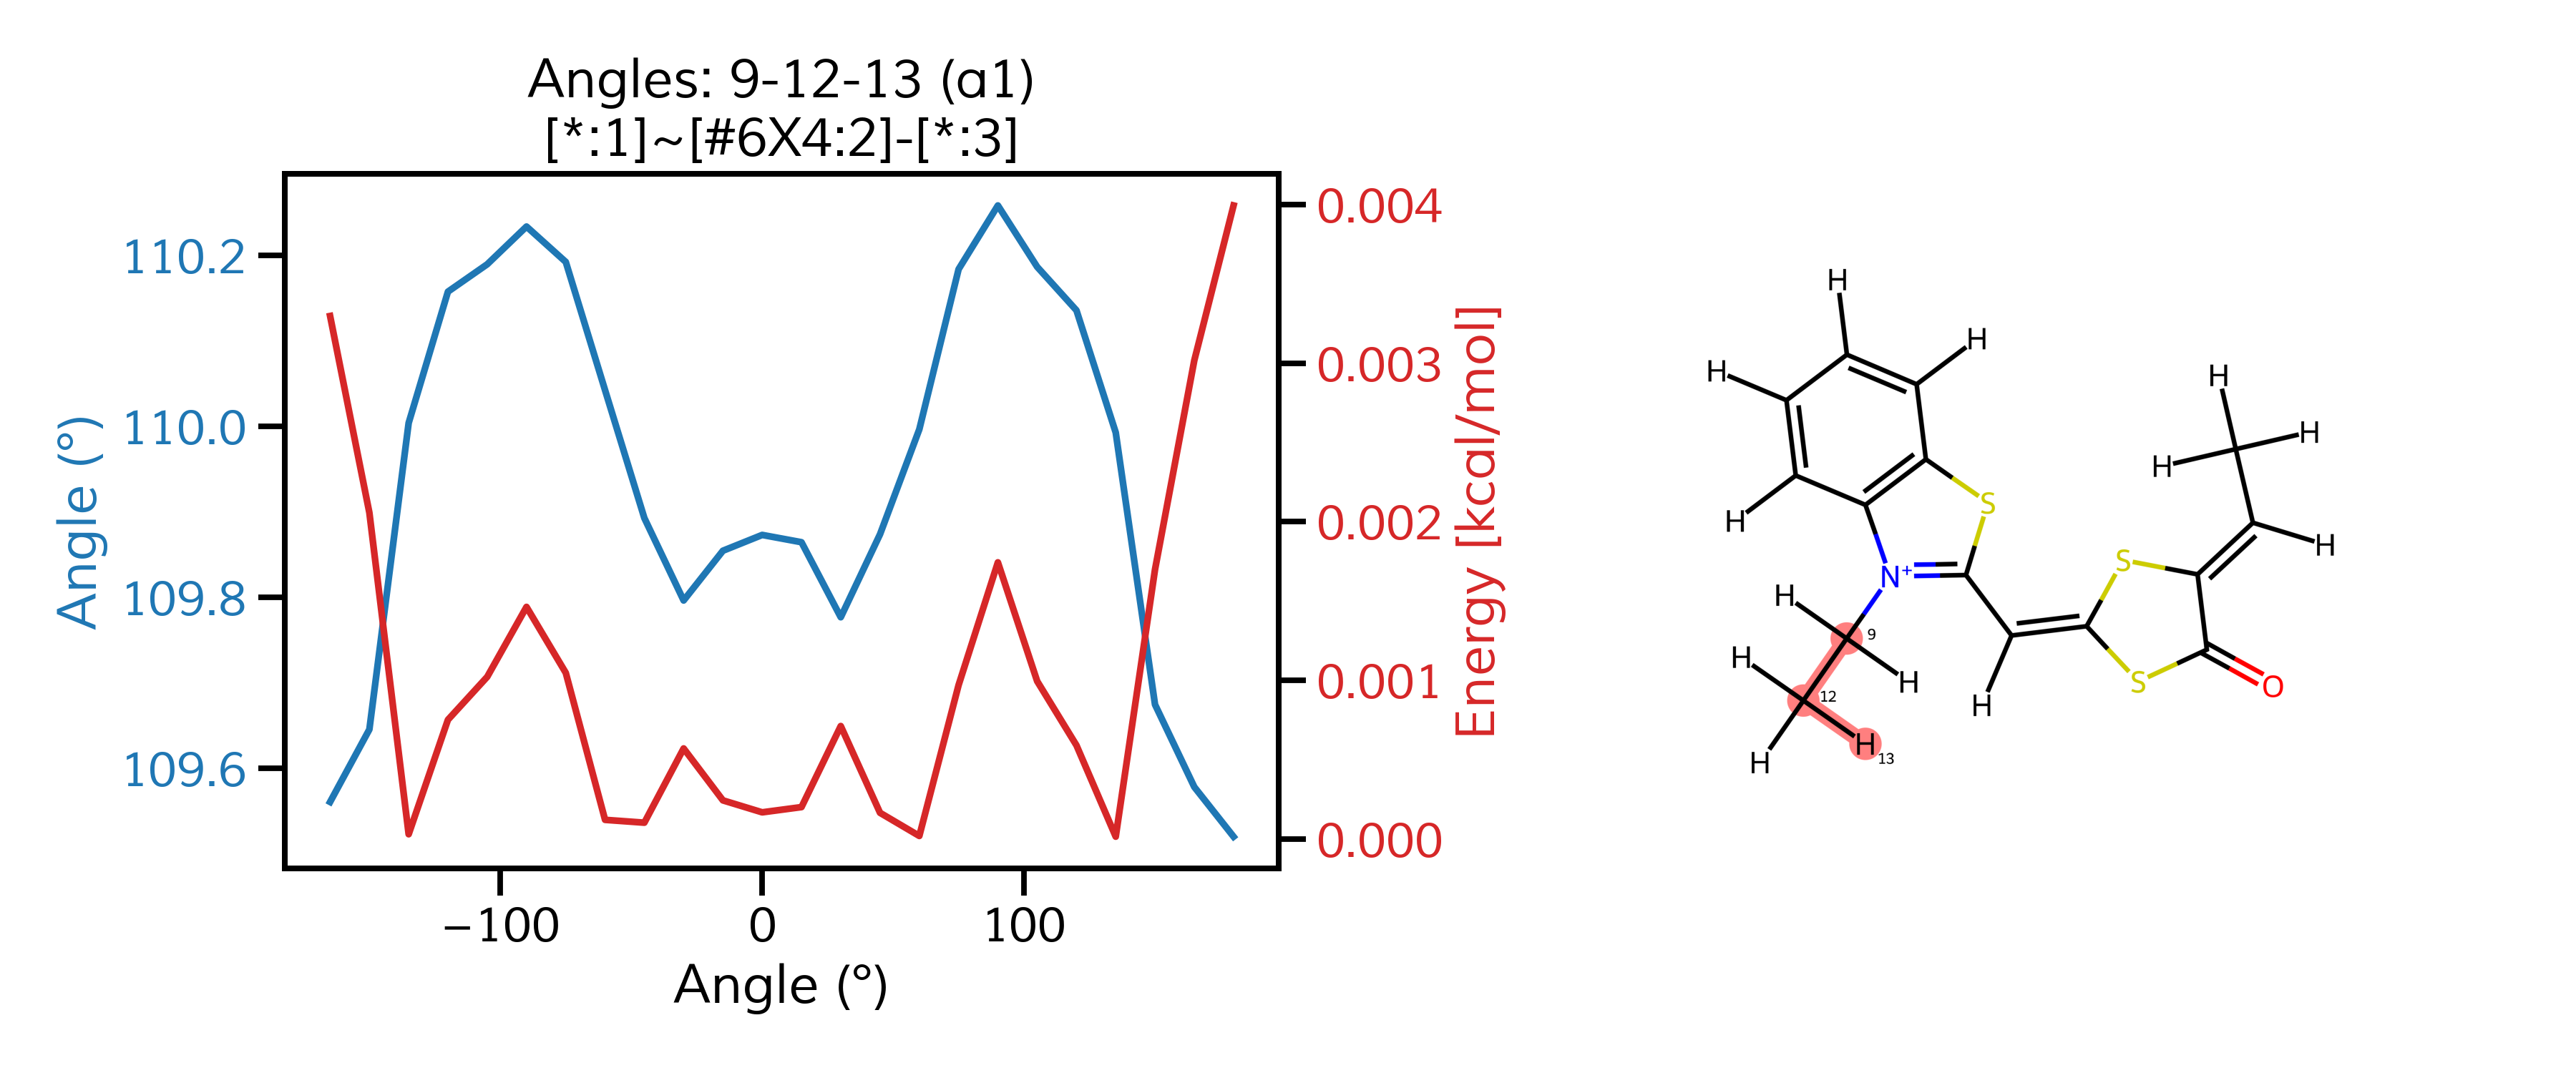 Angles: 9-12-13 (a1)
[*:1]~[#6X4:2]-[*:3]
Angle (°)
110.2
110.0
109.8
109.6
0.004
0.003
0.002
0.001
0.000
Energy [kcal/mol]
−100
0
100
Angle (°)
H
H
H
H
H
H
H
S
H
S
H
N+
H
9
H
S
O
H
12
H
H
H
13